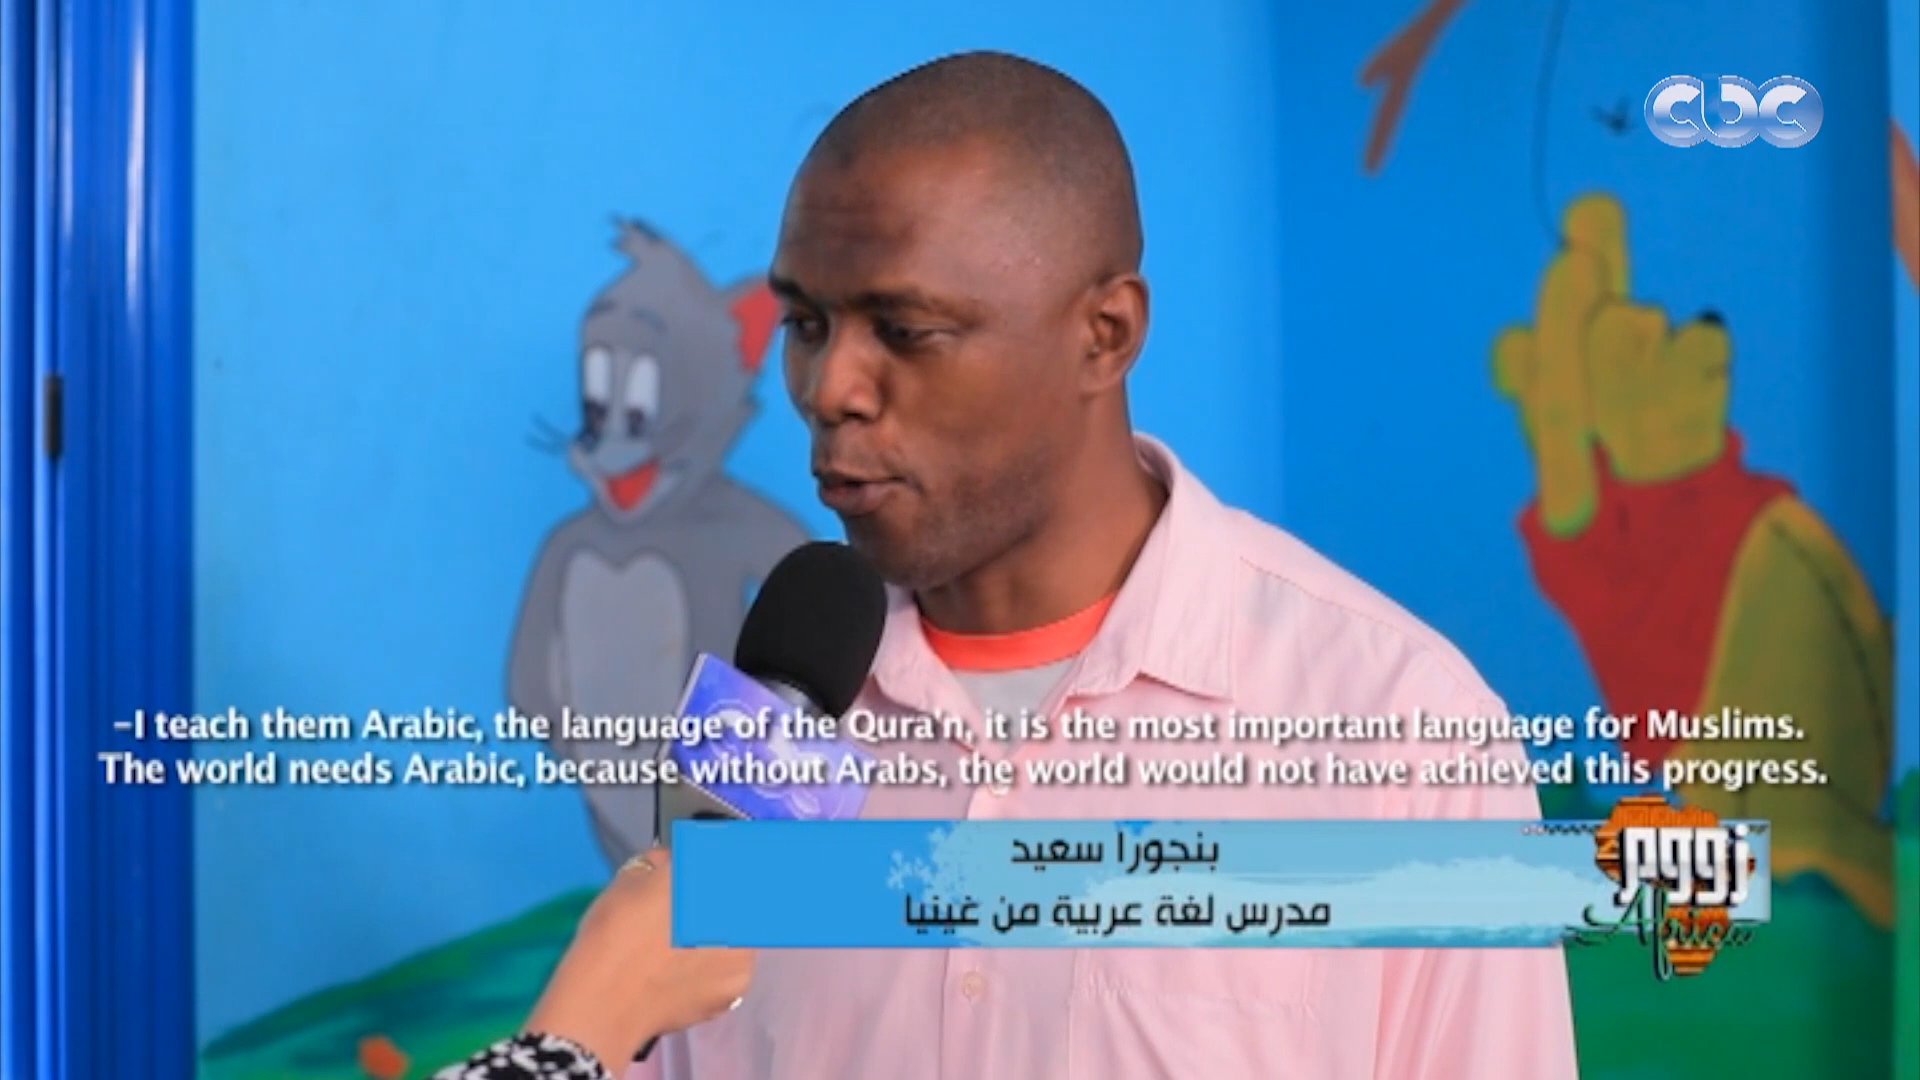 cbc
-I teach them Arabic, the language of the Qura'n, it is the most important language for Muslims.
The world needs Arabic, because without Arabs, the world would not have achieved this progress.
بنجورا سعيد
مدرس لغة عربية من غينيا
زووم
Africa